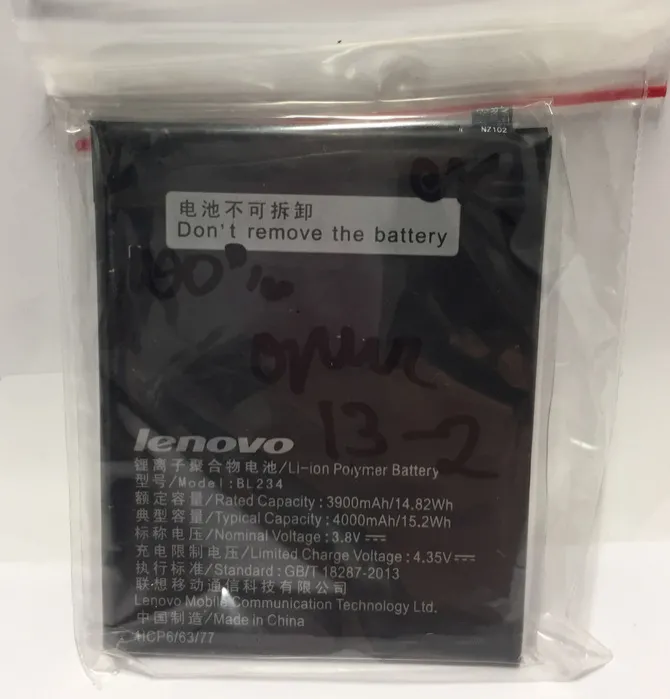 NZ102
电池不可拆卸
Don't remove the battery
100%
13-2
lenovo
锂离子聚合物电池/Li-ion Polymer Battery
型号/Model:BL234
额定容量/Rated Capacity:3900mAh/14.82Wh
典型容量/Typical Capacity:4000mAh/15.2Wh
标称电压/Nominal Voltage:3.8V⎓
充电限制电压/Limited Charge Voltage:4.35V⎓
执行标准/Standard:GB/T 18287-2013
联想移动通信科技有限公司
Lenovo Mobile Communication Technology Ltd.
中国制造/Made in China
1ICP6/63/77